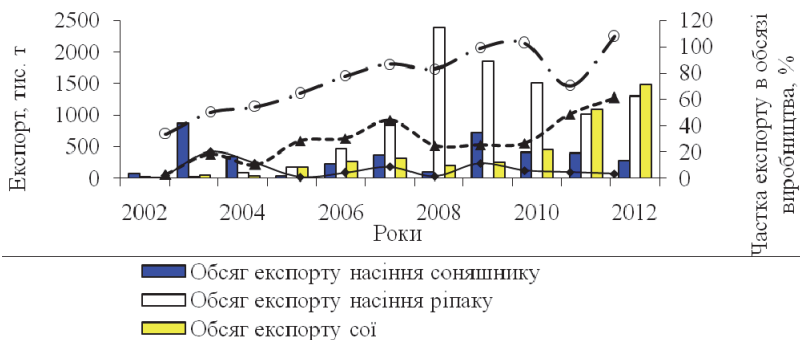 Експорт, тис. т
2500
2000
1500
1000
500
0
120
100
80
60
40
20
0
Частка експорту в обсязі
виробництва, %
2002 2004 2006 2008 2010 2012
Роки
Обсяг експорту насіння соняшнику
Обсяг експорту насіння ріпаку
Обсяг експорту сої